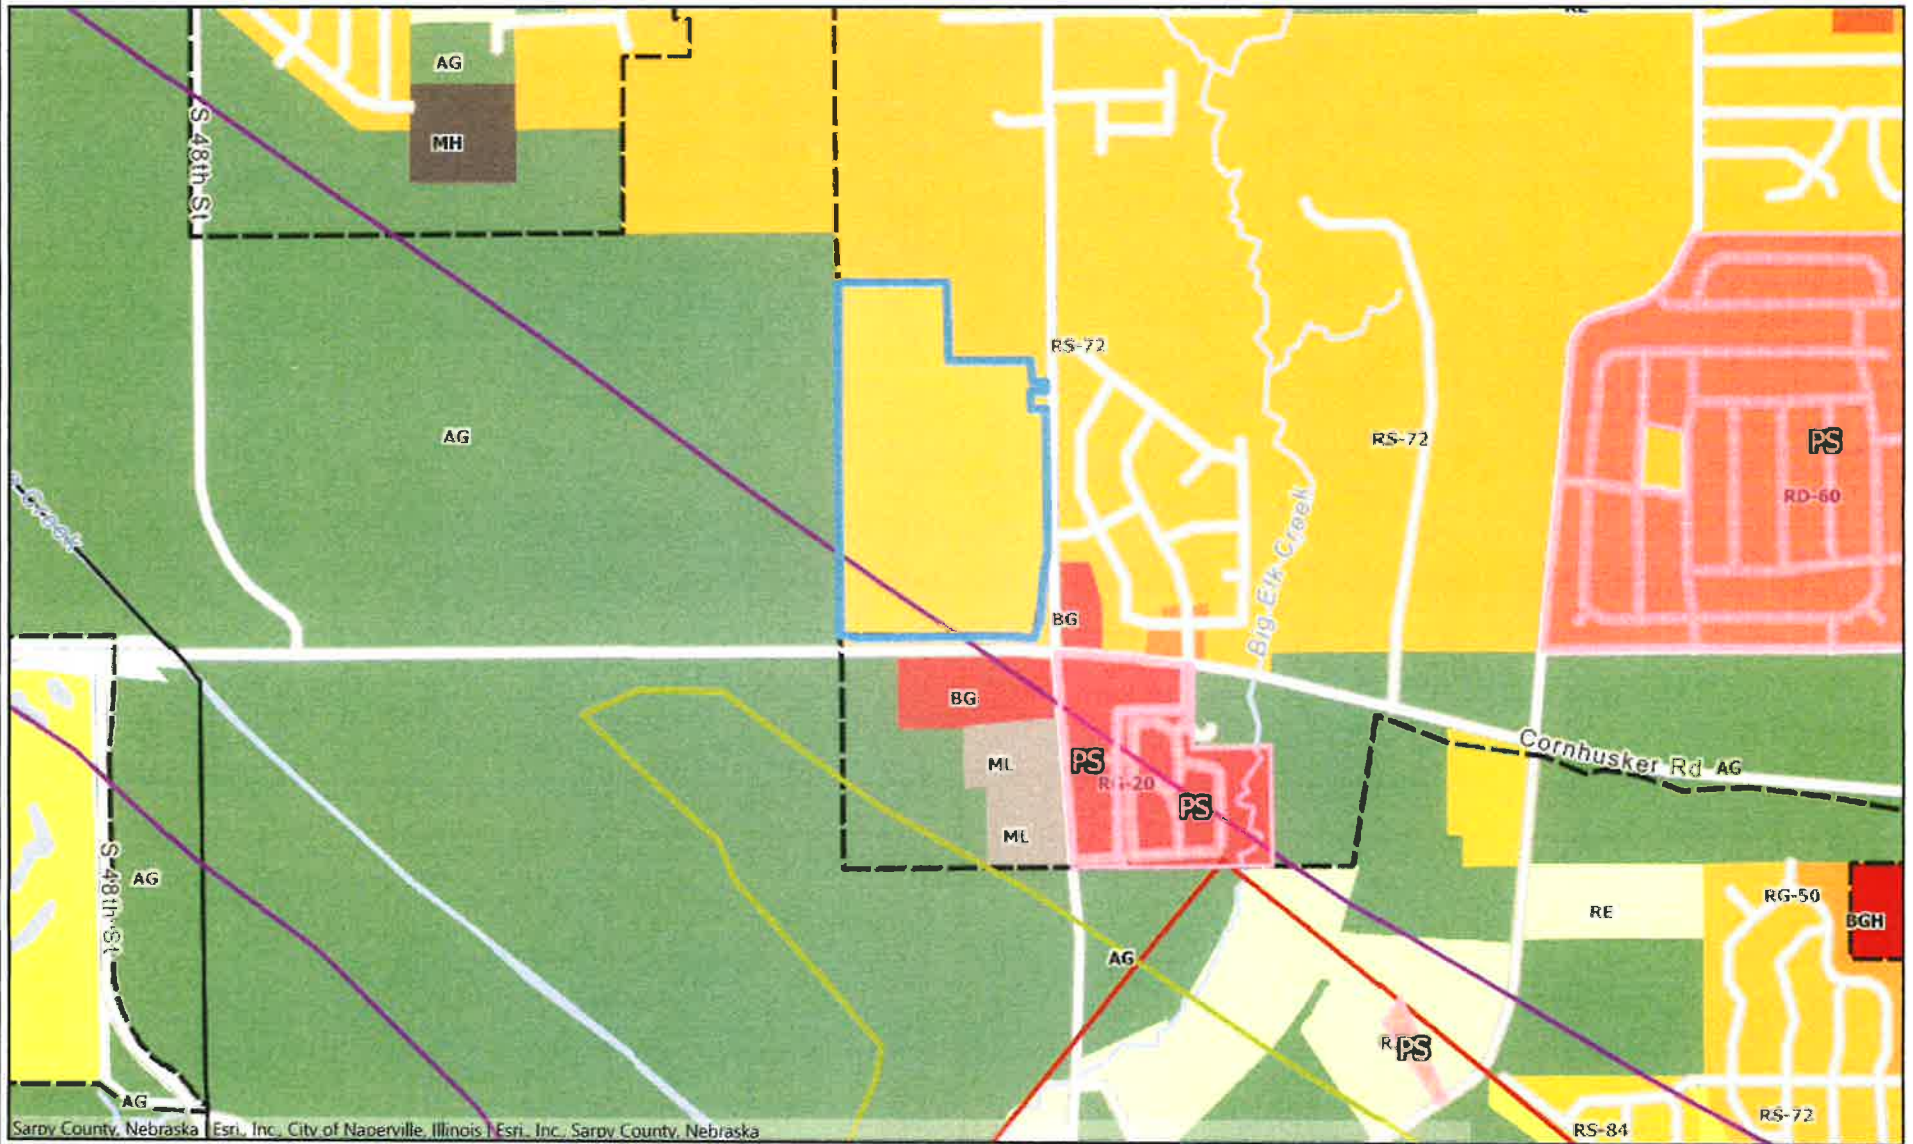 RE
AG
MH
S 48th St
RS-72
AG
RS-72
PS
RD-60
Creek
Big Elk Creek
BG
BG
Cornhusker Rd
AG
ML
PS
RG-20
PS
ML
S 48th St
AG
RG-50
RE
BGH
AG
PS
AG
RS-72
RS-84
Sarpy County, Nebraska | Esri, Inc., City of Naperville, Illinois | Esri, Inc., Sarpy County, Nebraska